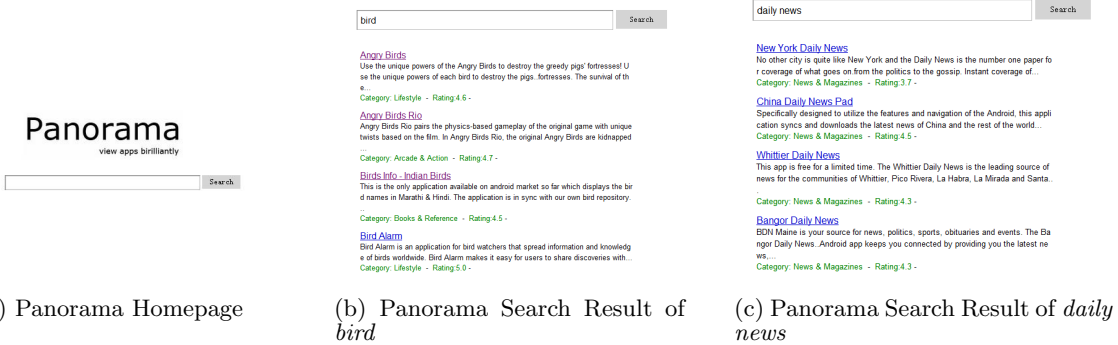 Panorama
view apps birilliantly
Search
) Panorama Homepage
bird
Search
Angry Birds
Use the unique powers of the Angry Birds to destroy the greedy pigs' fortresses! U
se the unique powers of each bird to destroy the pigs..fortresses. The survival of th
e...
Category: Lifestyle - Rating:4.6 -
Angry Birds Rio
Angry Birds Rio pairs the physics-based gameplay of the original game with unique
twists based on the film. In Angry Birds Rio, the original Angry Birds are kidnapped
...
Category: Arcade & Action - Rating:4.7 -
Birds Info - Indian Birds
This is the only application available on android market so far which displays the bir
d names in Marathi & Hindi. The application is in sync with our own bird repository.
..
Category: Books & Reference - Rating:4.5 -
Bird Alarm
Bird Alarm is an application for bird watchers that spread information and knowledg
e of birds worldwide. Bird Alarm makes it easy for users to share discoveries with...
Category: Lifestyle - Rating:5.0 -
(b) Panorama Search Result of
bird
daily news
Search
New York Daily News
No other city is quite like New York and the Daily News is the number one paper fo
r coverage of what goes on from the politics to the gossip. Instant coverage of...
Category: News & Magazines - Rating:3.7 -
China Daily News Pad
Specifically designed to utilize the features and navigation of the Android, this appli
cation syncs and downloads the latest news of China and the rest of the world...
Category: News & Magazines - Rating:4.5 -
Whittier Daily News
This app is free for a limited time. The Whittier Daily News is the leading source of
news for the communities of Whittier, Pico Rivera, La Habra, La Mirada and Santa..
.
Category: News & Magazines - Rating:4.3 -
Bangor Daily News
BDN Maine is your source for news, politics, sports, obituaries and events. The Ba
ngor Daily News..Android app keeps you connected by providing you the latest ne
ws,...
Category: News & Magazines - Rating:4.3 -
(c) Panorama Search Result of daily
news